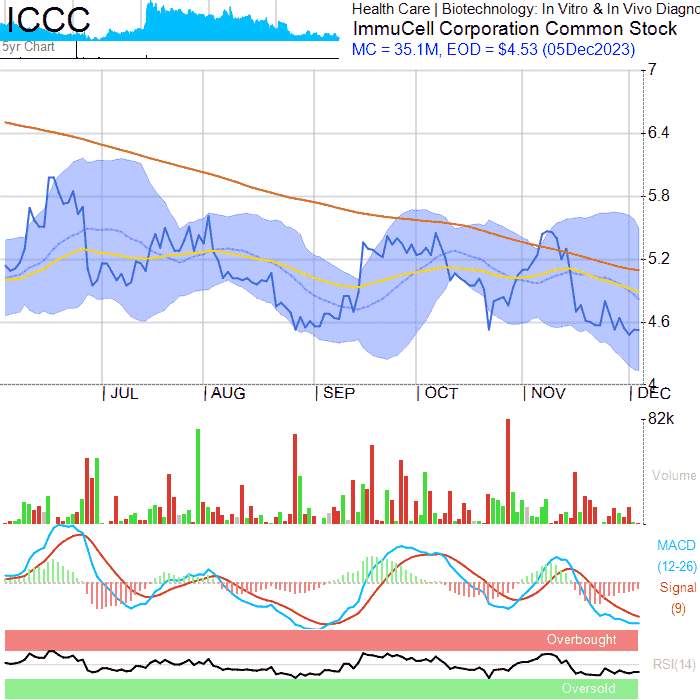 ICCC
5yr Chart
Health Care | Biotechnology: In Vitro & In Vivo Diagno
ImmuCell Corporation Common Stock
MC = 35.1M, EOD = $4.53 (05Dec2023)
7
6.4
5.8
5.2
4.6
4
JUL AUG SEP OCT NOV DEC
82k
Volume
MACD
(12-26)
Signal
(9)
Overbought
RSI(14)
Oversold